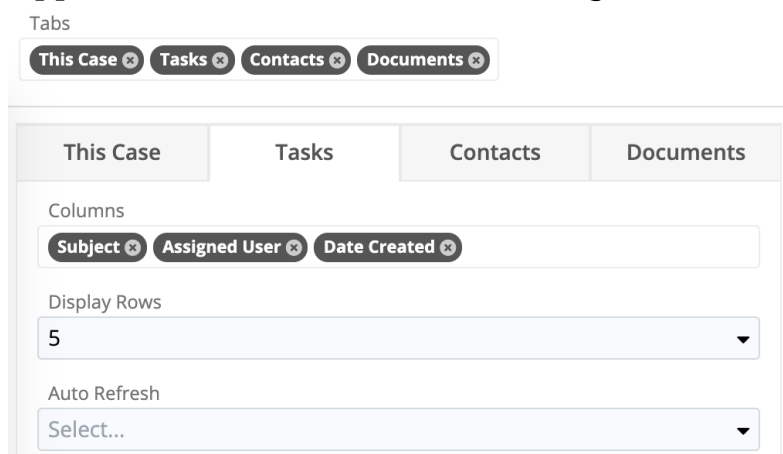 Tabs
This Case Tasks Contacts Documents
This Case Tasks Contacts Documents
Columns
Subject Assigned User Date Created
Display Rows
5
Auto Refresh
Select...